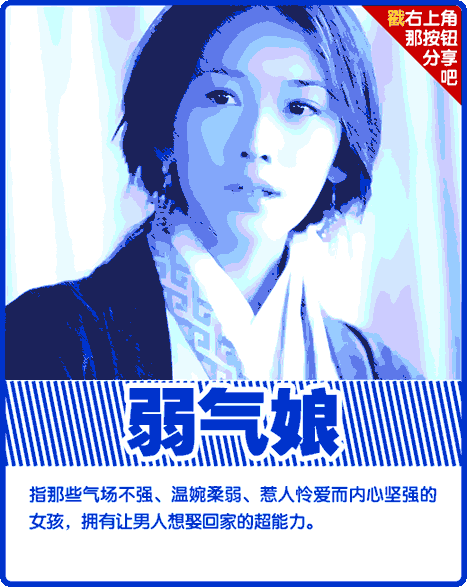 戳右上角
那按钮
分享
吧
弱气娘
指那些气场不强、温婉柔弱、惹人怜爱而内心坚强的
女孩，拥有让男人想娶回家的超能力。